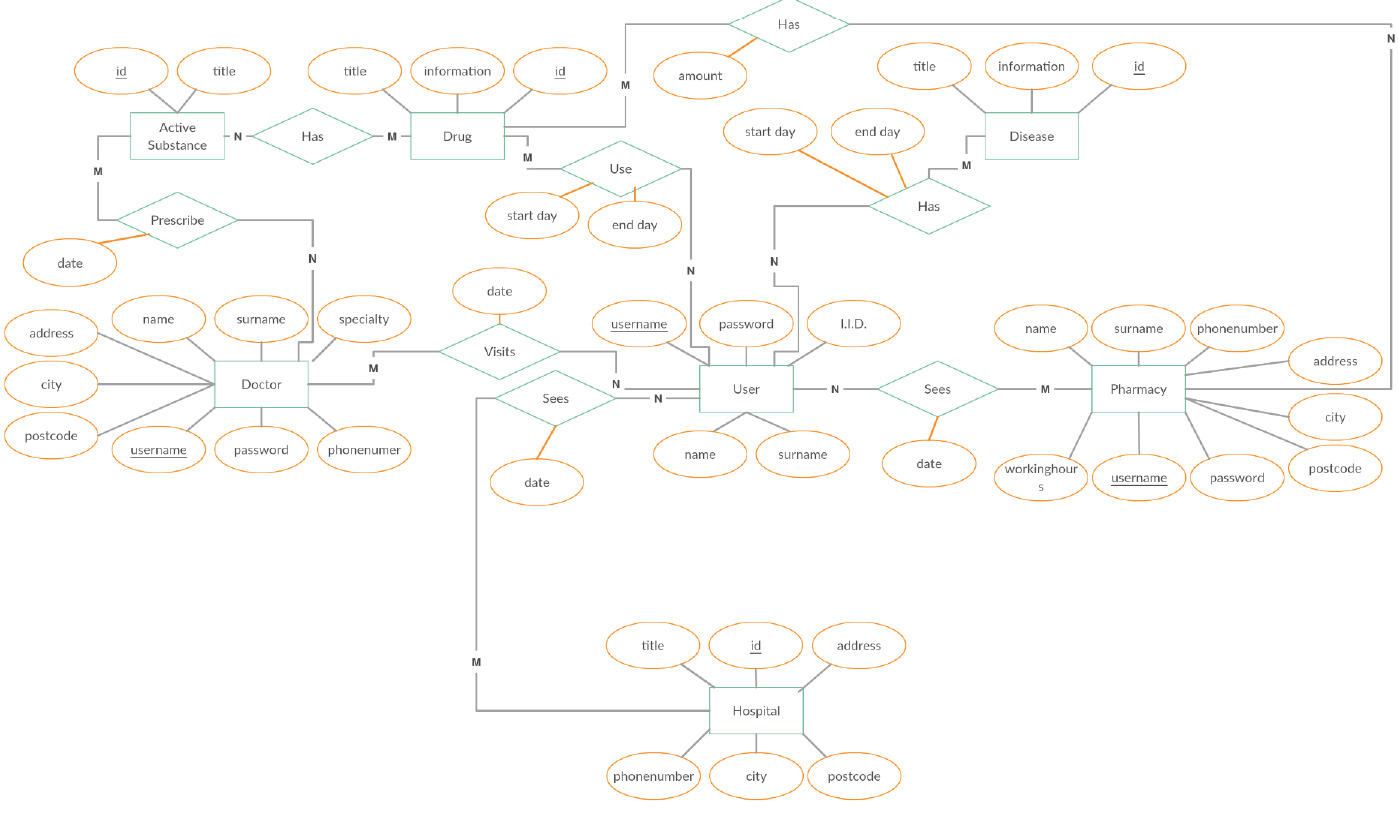 Has
N
id
title
title
information
id
amount
M
title
information
id
Active
Substance
N
Has
M
Drug
start day
end day
Disease
M
M
M
Use
Has
start day
end day
Prescribe
date
N
N
N
date
name
surname
specialty
address
username
password
I.I.D.
name
surname
phonenumber
Visits
address
M
city
Doctor
N
User
N
Sees
M
Pharmacy
Sees
N
city
postcode
username
password
phonenumer
name
surname
date
workinghour
s
username
password
postcode
date
title
id
address
M
Hospital
phonenumber
city
postcode